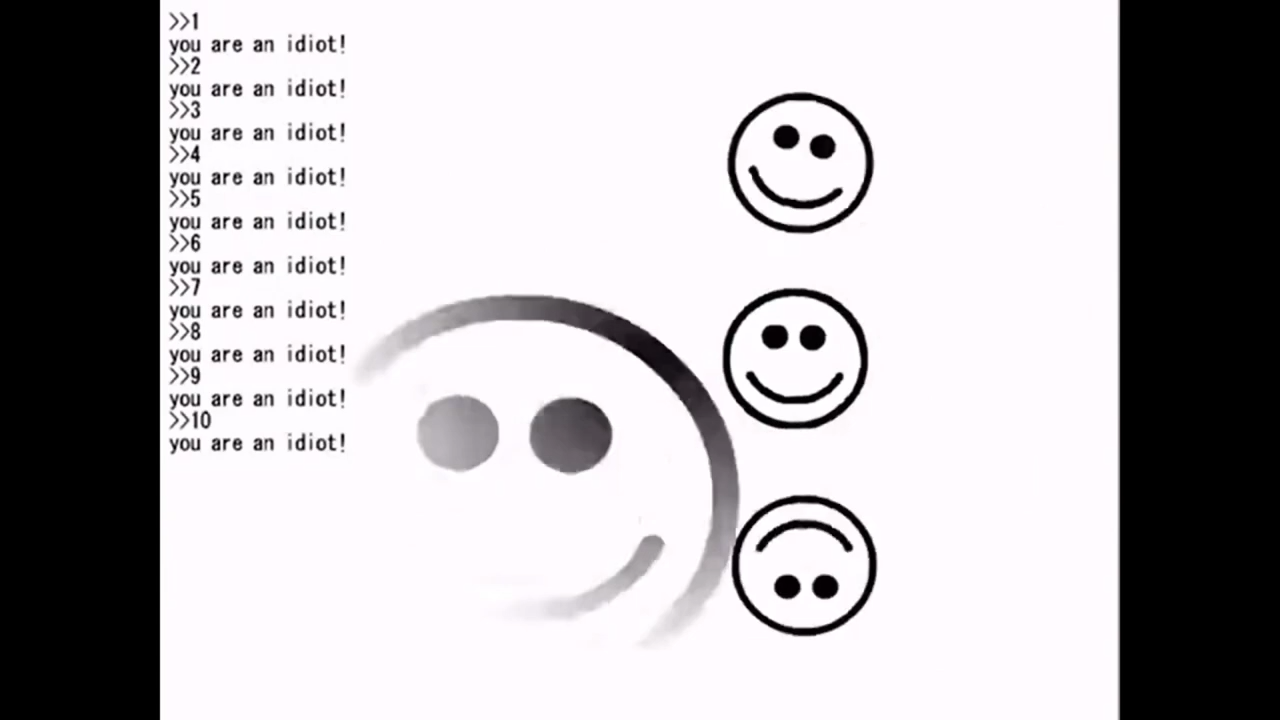 >>1
you are an idiot!
>>2
you are an idiot!
>>3
you are an idiot!
>>4
you are an idiot!
>>5
you are an idiot!
>>6
you are an idiot!
>>7
you are an idiot!
>>8
you are an idiot!
>>9
you are an idiot!
>>10
you are an idiot!